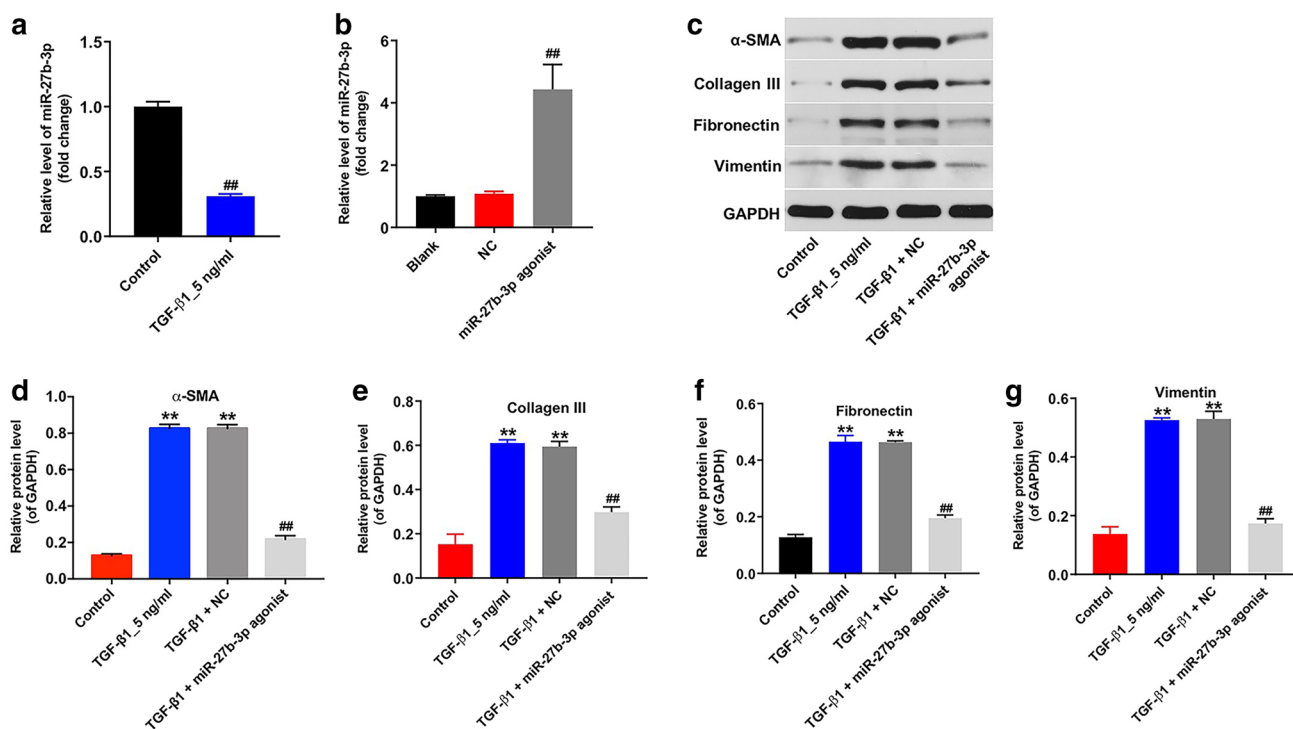 a
Relative level of miR-27b-3p
(fold change)
1.5
1.0
0.5
0.0
##
Control
TGF-β1_5 ng/ml
b
Relative level of miR-27b-3p
(fold change)
6
4
2
0
##
Blank
NC
miR-27b-3p agonist
c
α-SMA
Collagen III
Fibronectin
Vimentin
GAPDH
Control
TGF-β1_5 ng/ml
TGF-β1 + NC
TGF-β1 + miR-27b-3p
agonist
d
α-SMA
Relative protein level
(of GAPDH)
1.0
0.8
0.6
0.4
0.2
0.0
**
**
##
Control
TGF-β1_5 ng/ml
TGF-β1 + NC
TGF-β1 + miR-27b-3p agonist
e
Collagen III
Relative protein level
(of GAPDH)
0.8
0.6
0.4
0.2
0.0
**
**
##
Control
TGF-β1_5 ng/ml
TGF-β1 + NC
TGF-β1 + miR-27b-3p agonist
f
Fibronectin
Relative protein level
(of GAPDH)
0.6
0.4
0.2
0.0
**
**
##
Control
TGF-β1_5 ng/ml
TGF-β1 + NC
TGF-β1 + miR-27b-3p agonist
g
Vimentin
Relative protein level
(of GAPDH)
0.6
0.4
0.2
0.0
**
**
##
Control
TGF-β1_5 ng/ml
TGF-β1 + NC
TGF-β1 + miR-27b-3p agonist